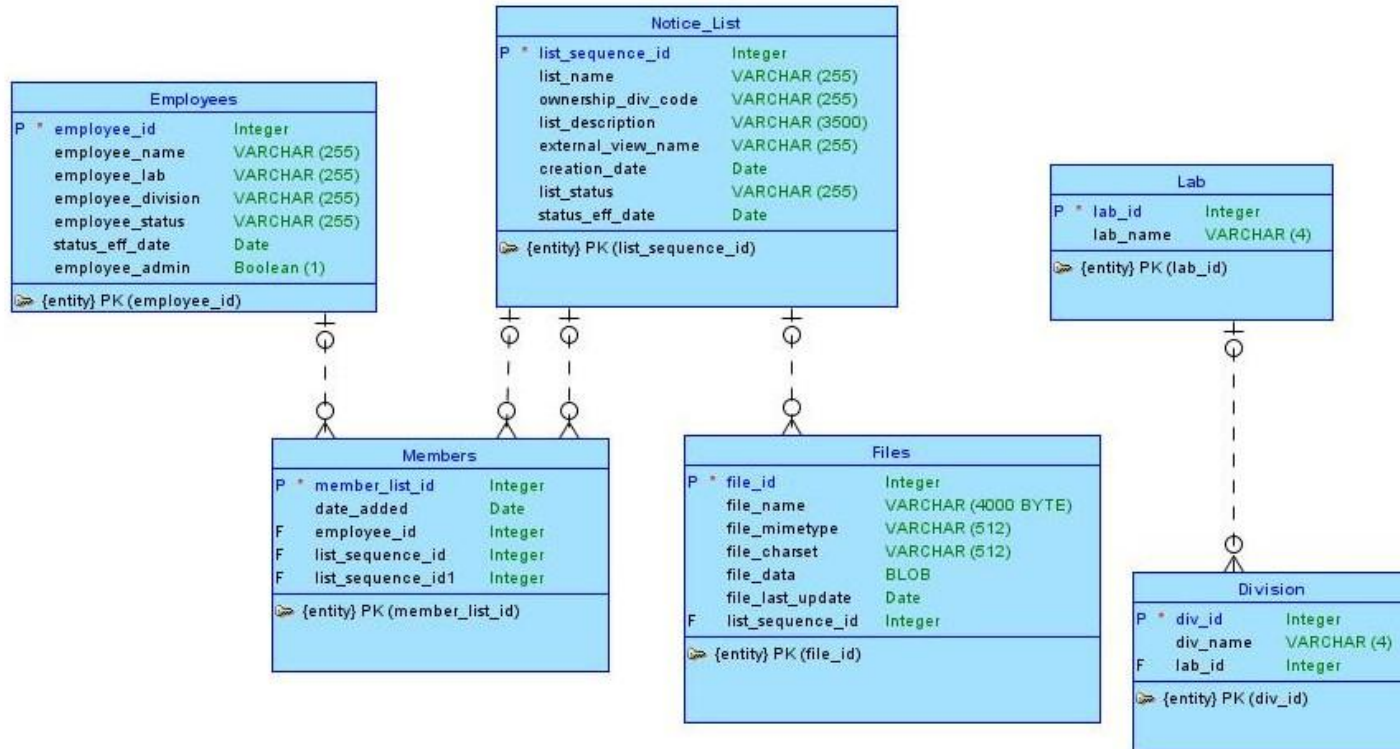 Employees
P * employee_id Integer
employee_name VARCHAR (255)
employee_lab VARCHAR (255)
employee_division VARCHAR (255)
employee_status VARCHAR (255)
status_eff_date Date
employee_admin Boolean (1)
{entity} PK (employee_id)
Notice_List
P * list_sequence_id Integer
list_name VARCHAR (255)
ownership_div_code VARCHAR (255)
list_description VARCHAR (3500)
external_view_name VARCHAR (255)
creation_date Date
list_status VARCHAR (255)
status_eff_date Date
{entity} PK (list_sequence_id)
Lab
P * lab_id Integer
lab_name VARCHAR (4)
{entity} PK (lab_id)
Members
P * member_list_id Integer
date_added Date
F employee_id Integer
F list_sequence_id Integer
F list_sequence_id1 Integer
{entity} PK (member_list_id)
Files
P * file_id Integer
file_name VARCHAR (4000 BYTE)
file_mimetype VARCHAR (512)
file_charset VARCHAR (512)
file_data BLOB
file_last_update Date
F list_sequence_id Integer
{entity} PK (file_id)
Division
P * div_id Integer
div_name VARCHAR (4)
F lab_id Integer
{entity} PK (div_id)